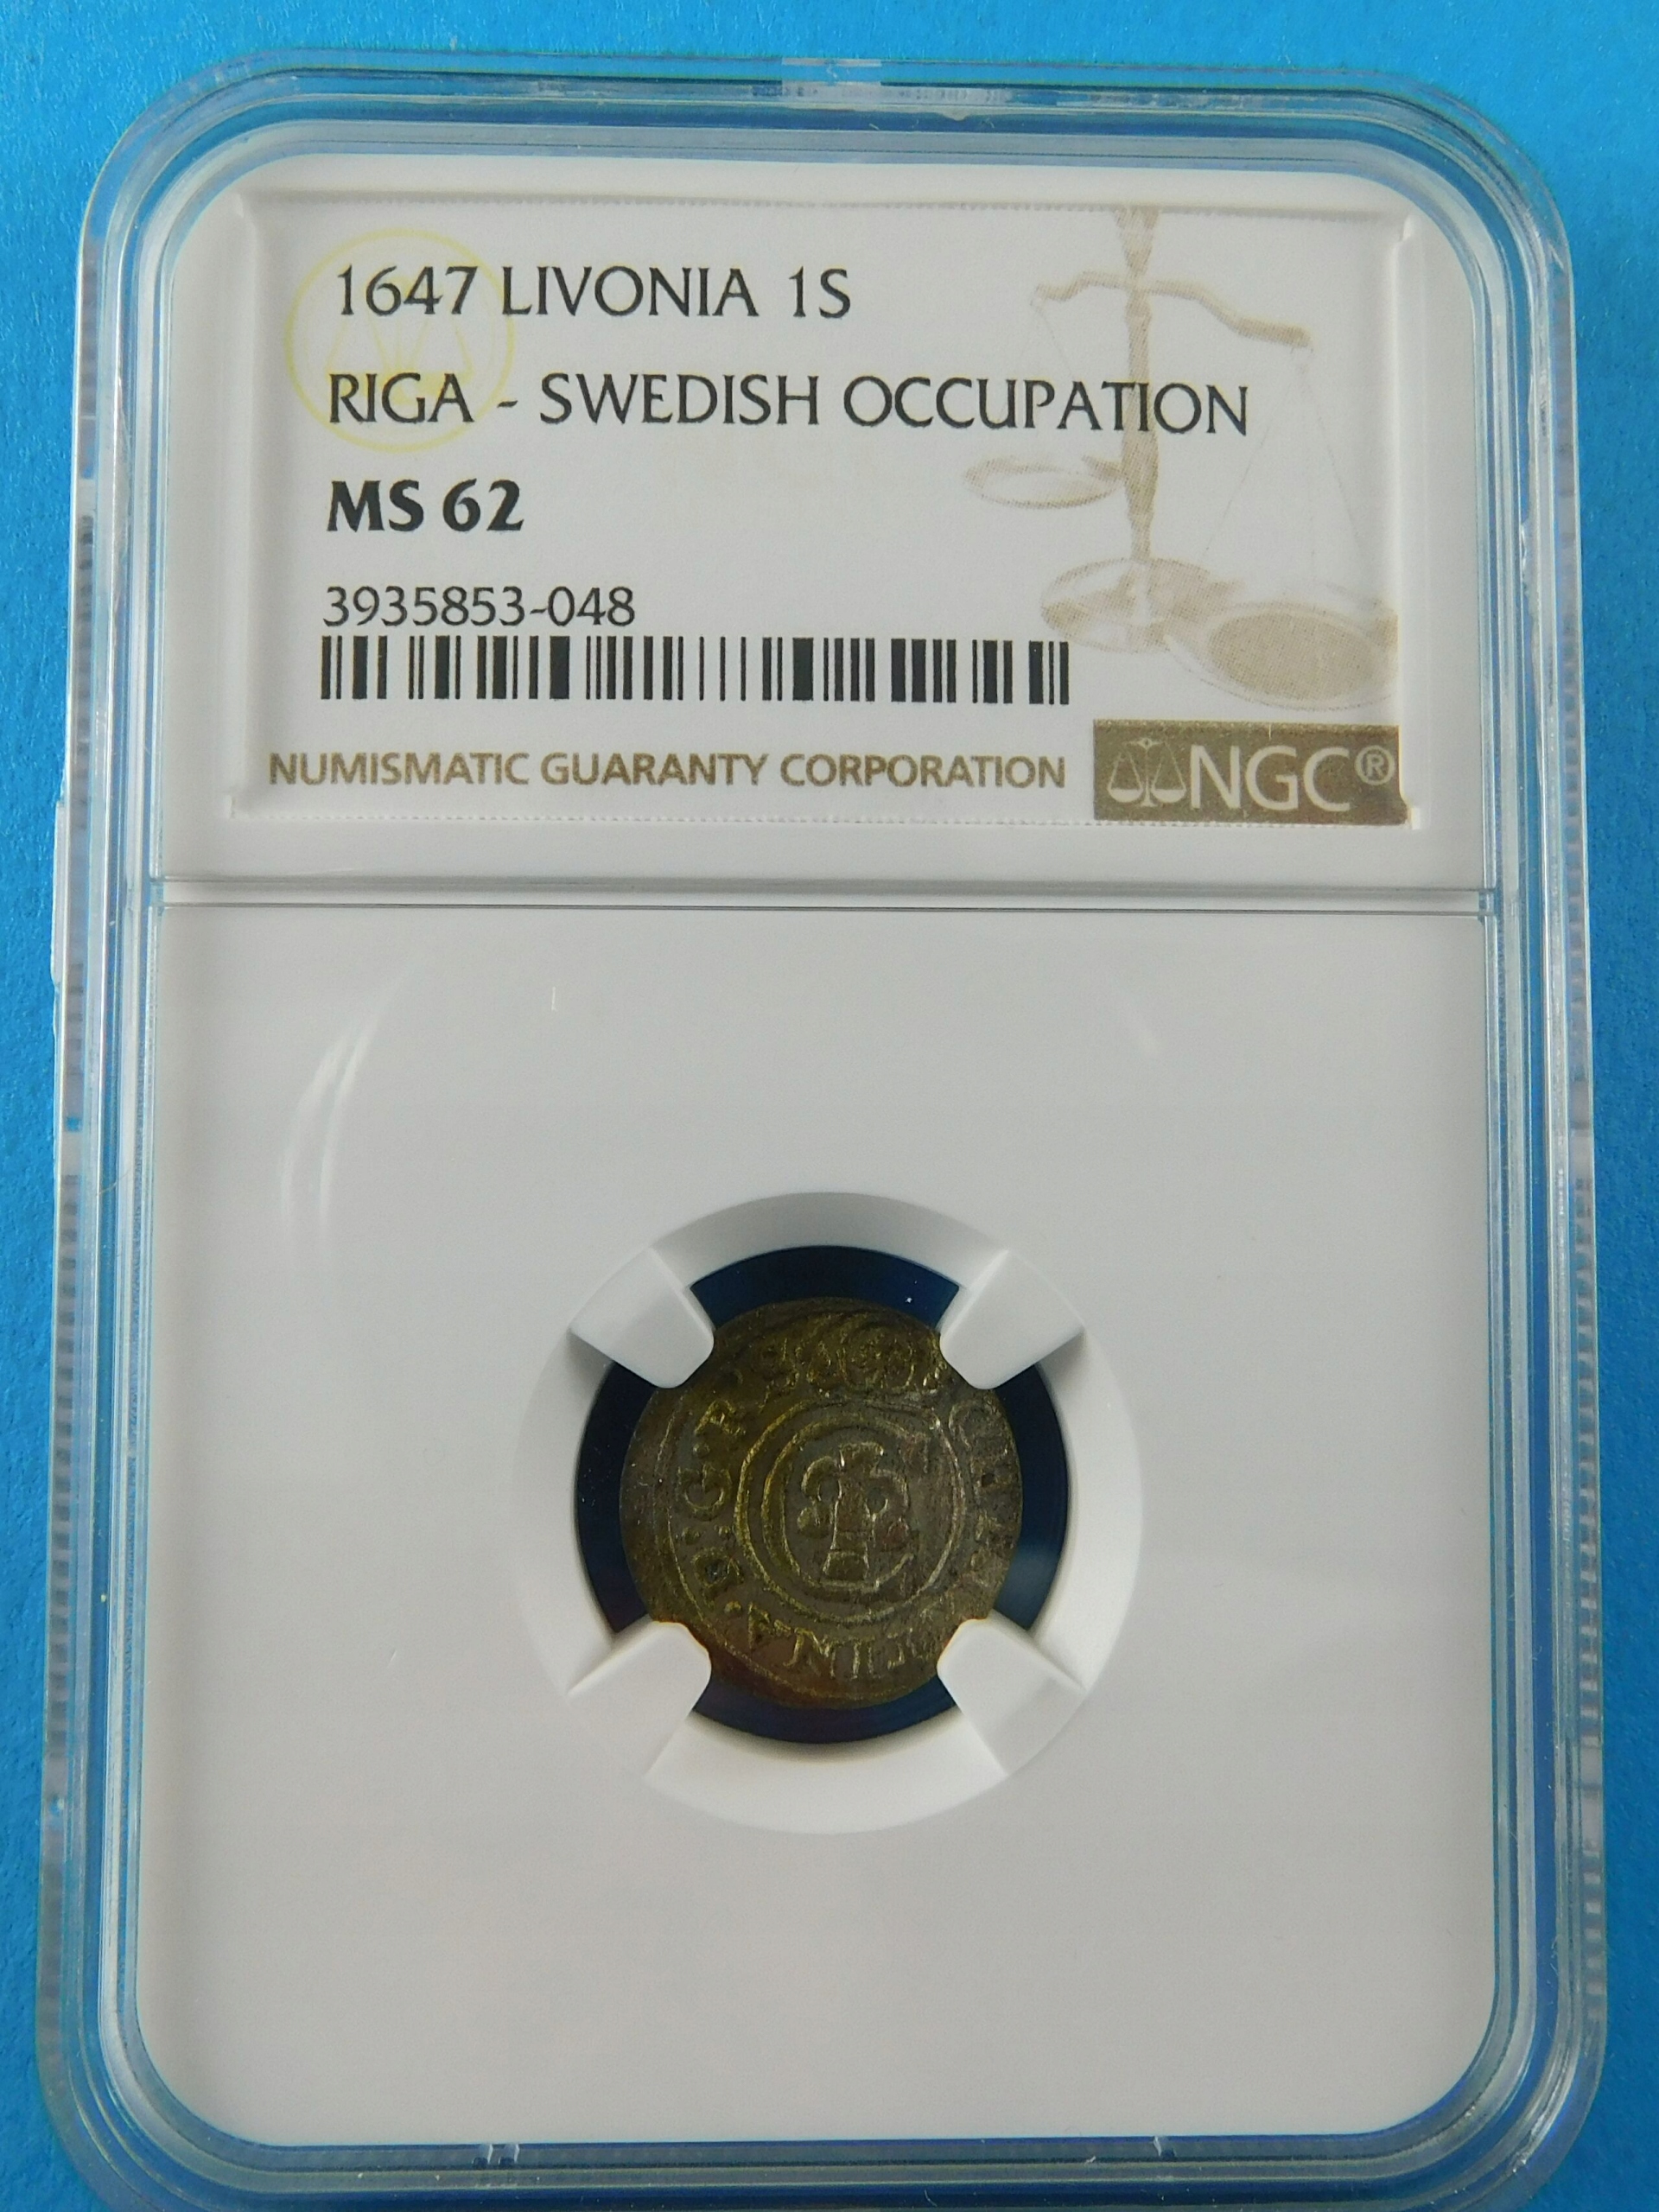 1647 LIVONIA 1S
RIGA - SWEDISH OCCUPATION
MS 62
3935853-048
NUMISMATIC GUARANTY CORPORATION
NGC®
D:G:R